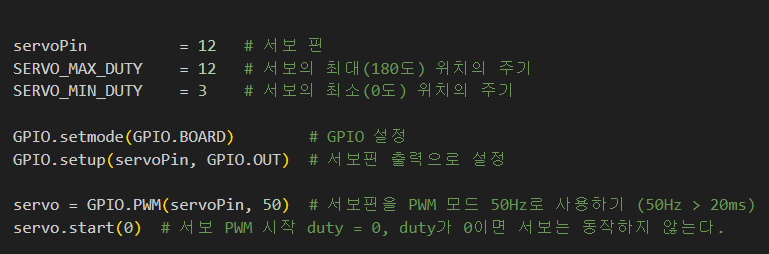 servoPin          = 12   # 서보 핀
SERVO_MAX_DUTY    = 12   # 서보의 최대(180도) 위치의 주기
SERVO_MIN_DUTY    = 3    # 서보의 최소(0도) 위치의 주기
GPIO.setmode(GPIO.BOARD)        # GPIO 설정
GPIO.setup(servoPin, GPIO.OUT)  # 서보핀 출력으로 설정
servo = GPIO.PWM(servoPin, 50)  # 서보핀을 PWM 모드 50Hz로 사용하기 (50Hz > 20ms)
servo.start(0)  # 서보 PWM 시작 duty = 0, duty가 0이면 서보는 동작하지 않는다.